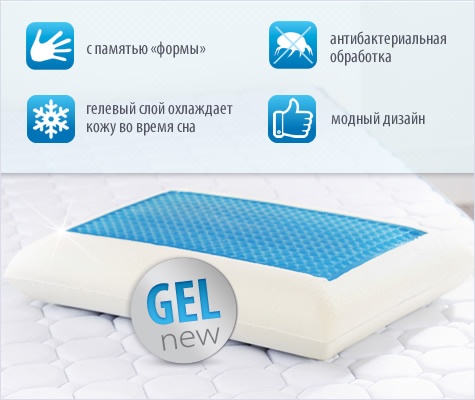 с памятью «формы»
антибактериальная
обработка
гелевый слой охлаждает
кожу во время сна
модный дизайн
GEL
new